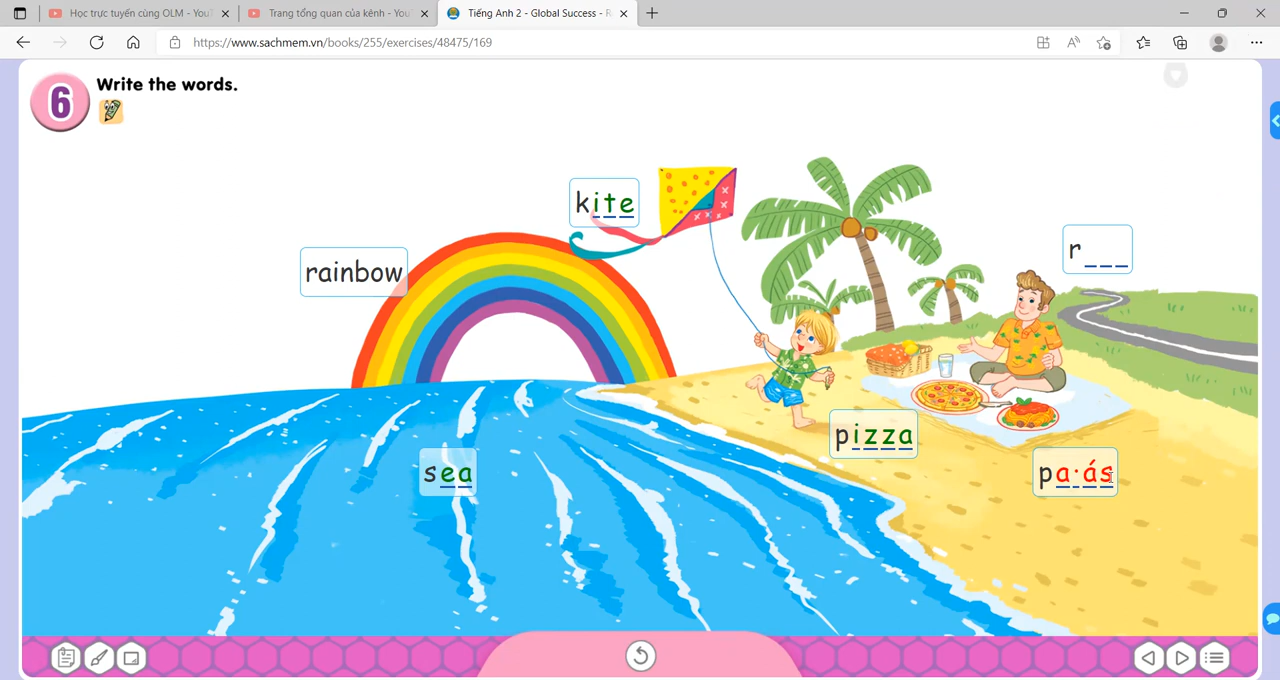 Học trực tuyến cùng OLM - You
Trang tổng quan của kênh - You
Tiếng Anh 2 - Global Success - R
https://www.sachmem.vn/books/255/exercises/48475/169
6
Write the words.
kite
rainbow
r___
pizza
sea
pa·ás